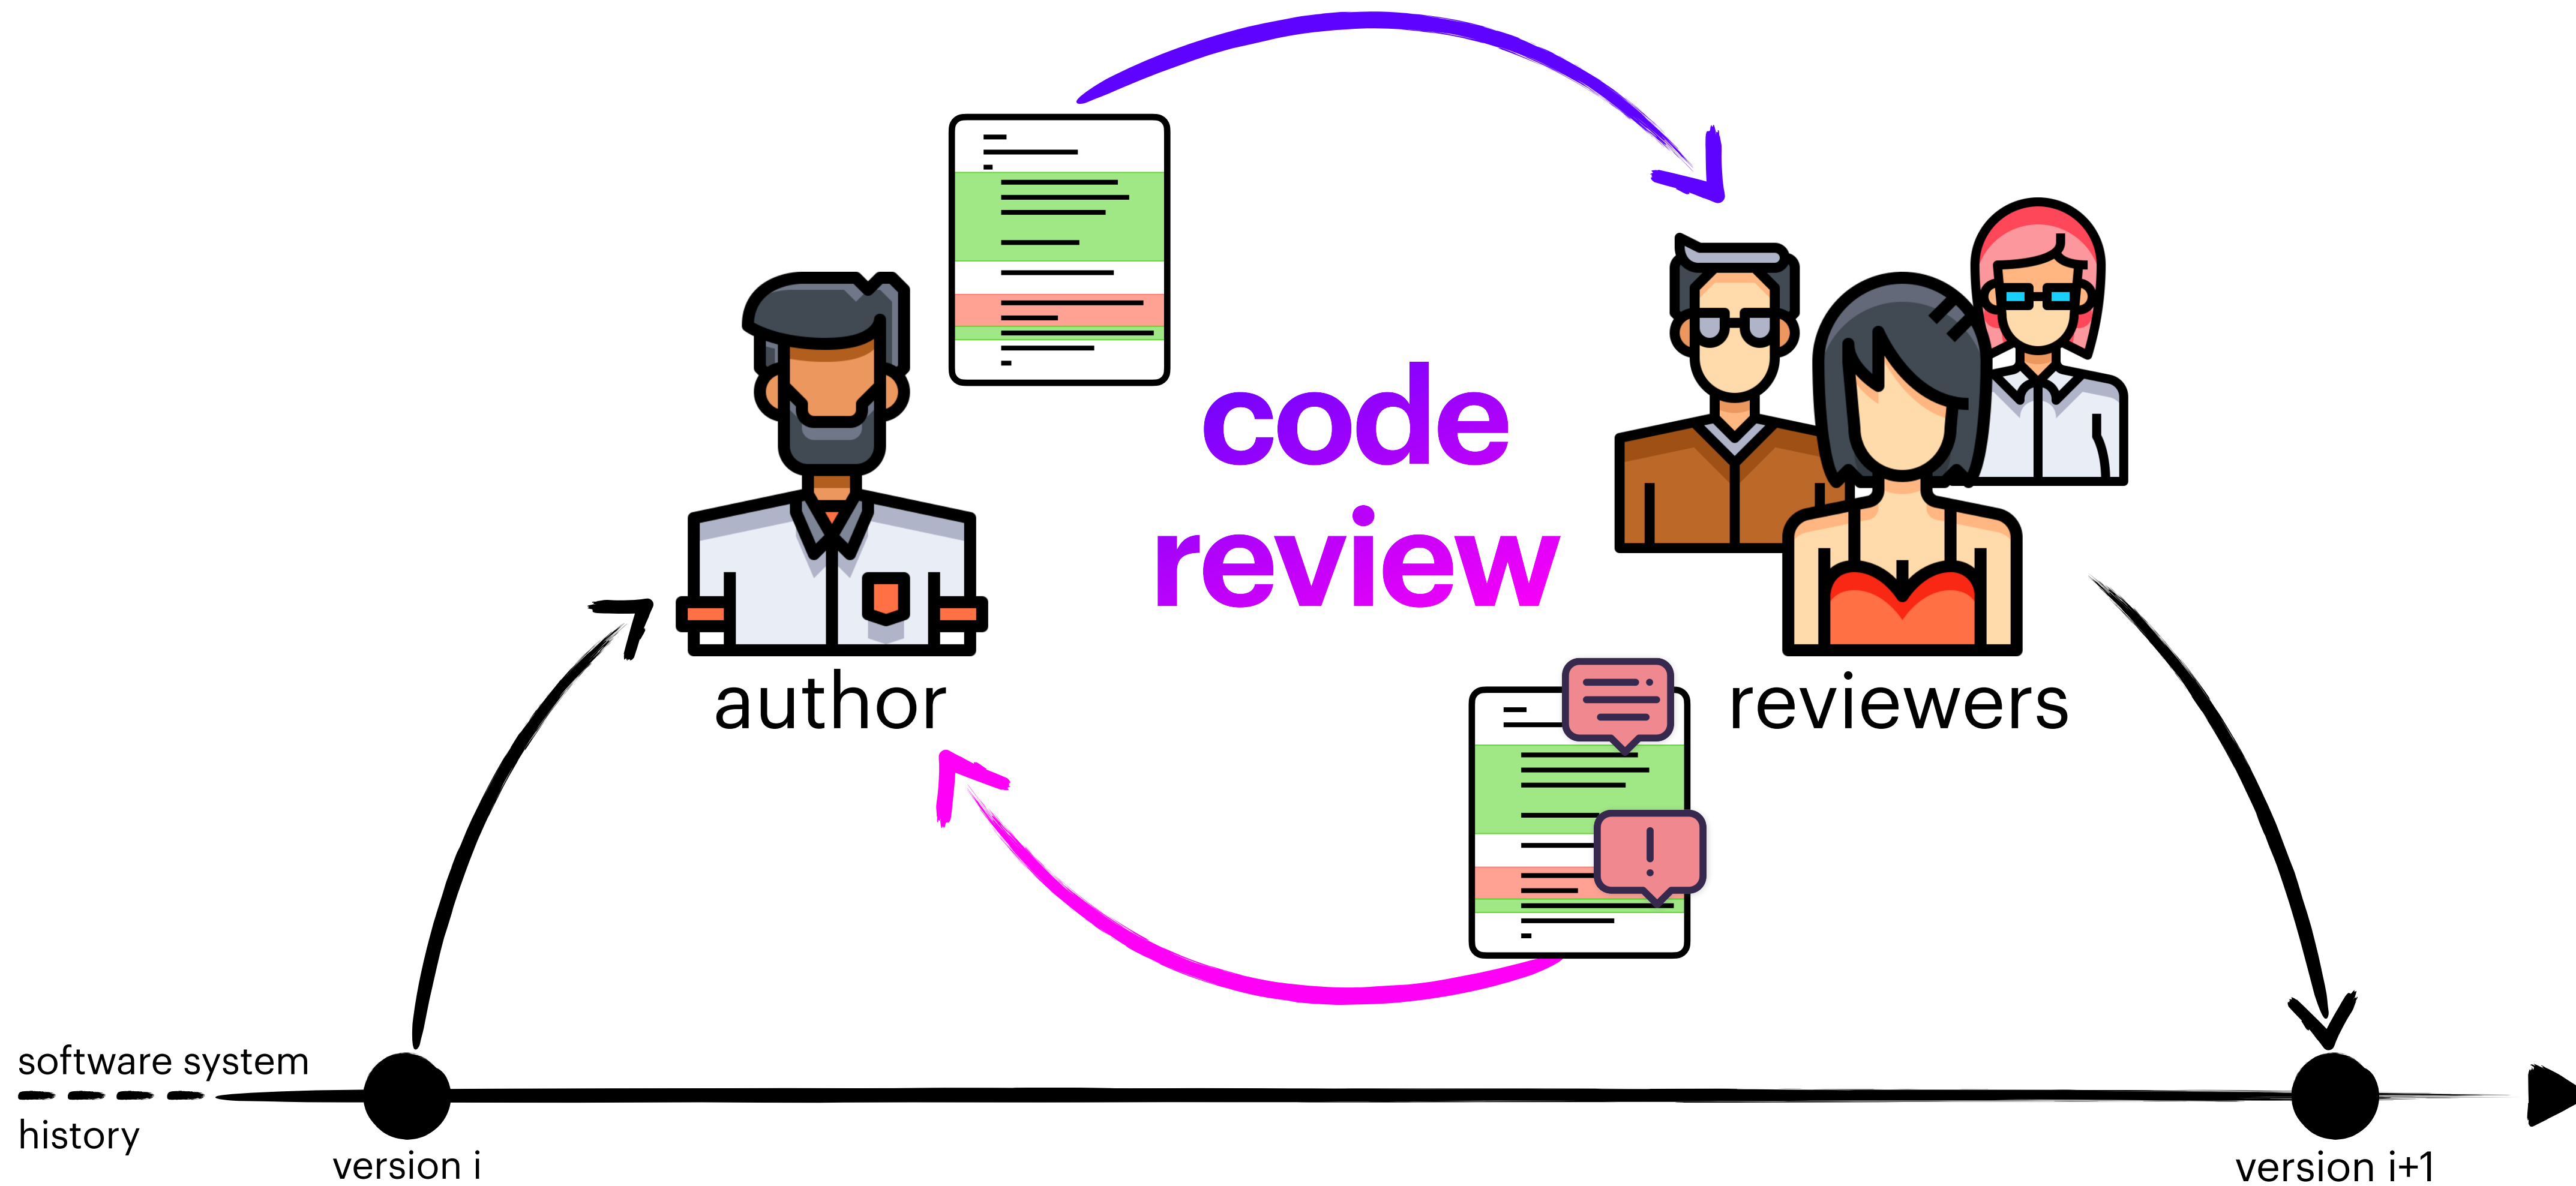 code
review
author
reviewers
software system
history
version i
version i+1